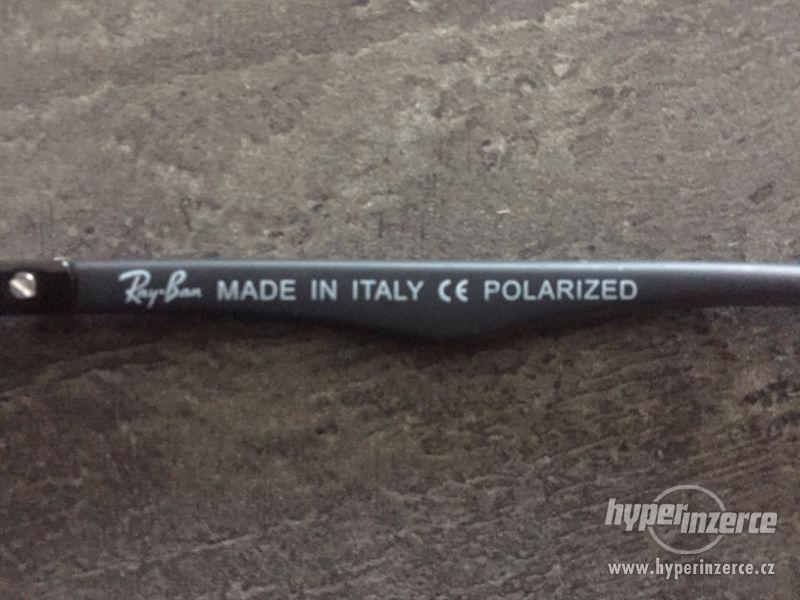 Ray-Ban MADE IN ITALY CE POLARIZED
hyperinzerce
www.hyperinzerce.cz